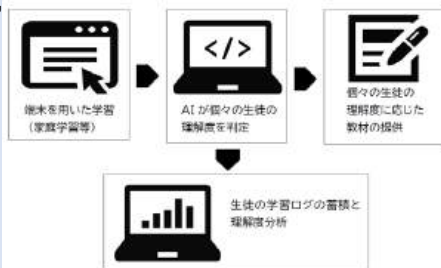 端末を用いた学習
（家庭学習等）
AIが個々の生徒の
理解度を判定
個々の生徒の
理解度に応じた
教材の提供
生徒の学習ログの蓄積と
理解度分析